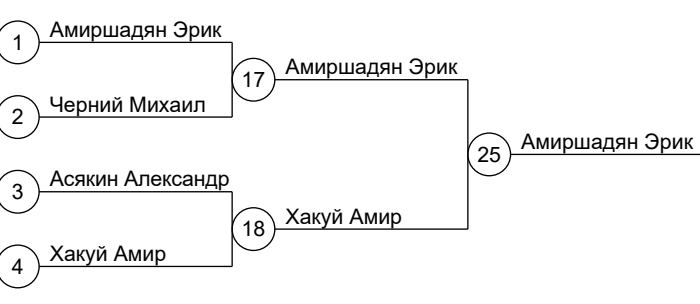 1 Амиршадян Эрик
17 Амиршадян Эрик
2 Черний Михаил
25 Амиршадян Эрик
3 Асякин Александр
18 Хакуй Амир
4 Хакуй Амир